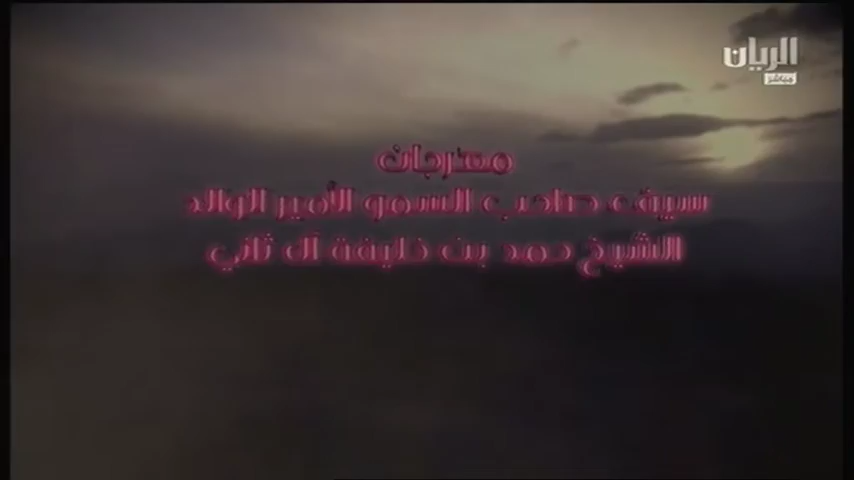 الريان
مباشر
مهرجان
سيف صاحب السمو الأمير الوالد
الشيخ حمد بن خليفة آل ثاني